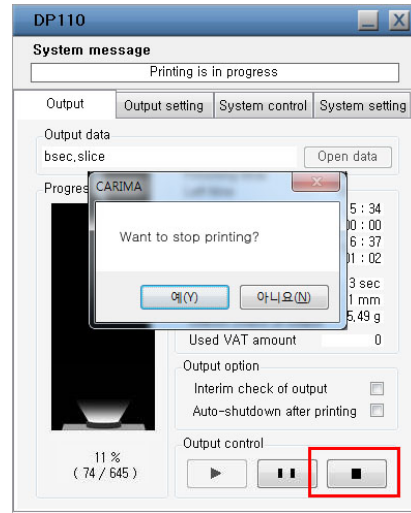 DP110
System message
Printing is in progress
Output
Output setting
System control
System setting
Output data
bsec,slice
Open data
CARIMA
Want to stop printing?
예(Y)
아니요(N)
5 : 34
00 : 00
6 : 37
01 : 02
3 sec
1 mm
5,49 g
Used VAT amount
0
Output option
Interim check of output
Auto-shutdown after printing
11 %
( 74 / 645 )
Output control